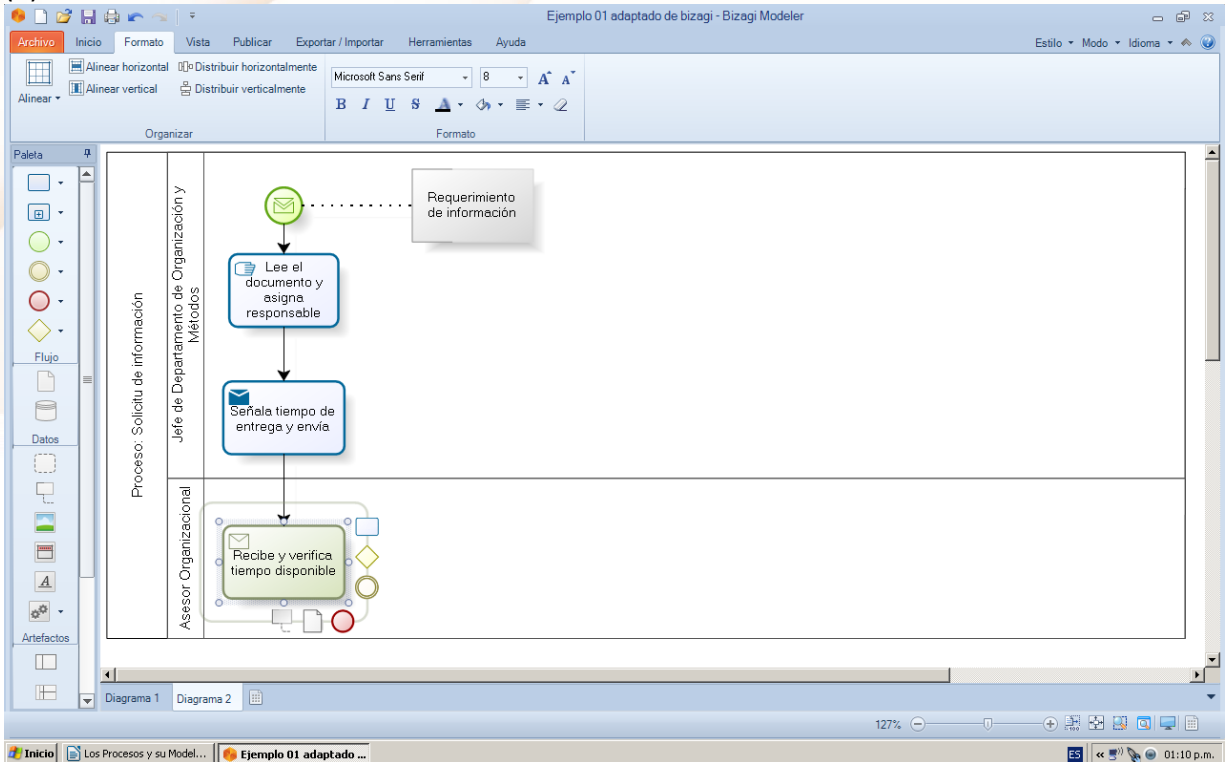 Ejemplo 01 adaptado de bizagi - Bizagi Modeler
Archivo Inicio Formato Vista Publicar Exportar / Importar Herramientas Ayuda Estilo Modo Idioma
Alinear
Alinear horizontal Distribuir horizontalmente
Alinear vertical Distribuir verticalmente
Organizar
Microsoft Sans Serif 8 A A
B I U S A
Formato
Paleta
Flujo
Datos
A
Artefactos
Proceso: Solicitu de información
Jefe de Departamento de Organización y
Métodos
Requerimiento
de información
Lee el
documento y
asigna
responsable
Señala tiempo de
entrega y envía
Asesor Organizacional
Recibe y verifica
tiempo disponible
Diagrama 1 Diagrama 2
127%
Inicio Los Procesos y su Model... Ejemplo 01 adaptado ... ES 01:10 p.m.